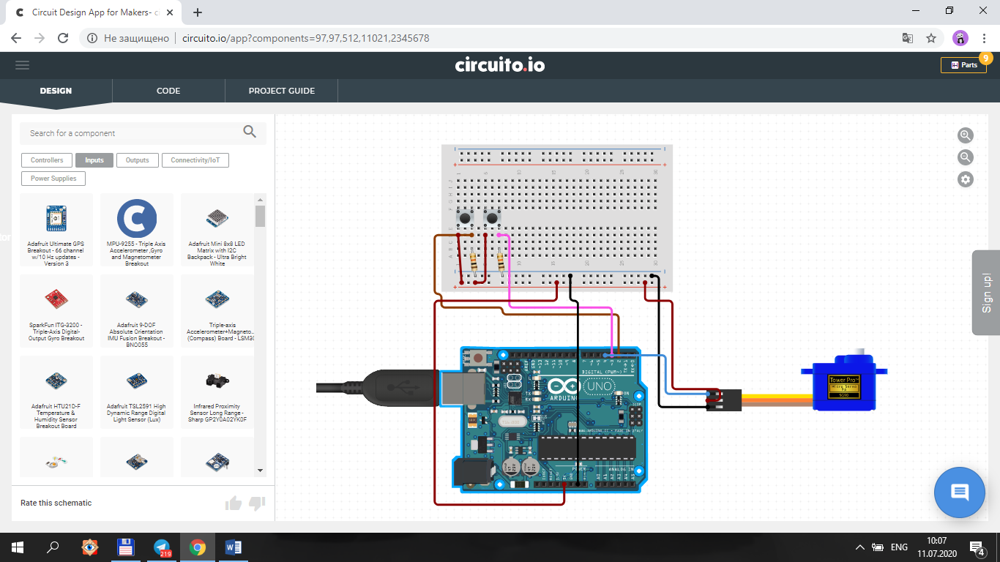 Circuit Design App for Makers- c
Не защищено
circuito.io/app?components=97,97,512,11021,2345678
circuito.io
Parts
9
DESIGN
CODE
PROJECT GUIDE
Search for a component
Controllers
Inputs
Outputs
Connectivity/IoT
Power Supplies
Adafruit Ultimate GPS
Breakout - 66 channel
w/10 Hz updates -
Version 3
MPU-9255 - Triple Axis
Accelerometer ,Gyro
and Magnetometer
Breakout
Adafruit Mini 8x8 LED
Matrix with I2C
Backpack - Ultra Bright
White
SparkFun ITG-3200 -
Triple-Axis Digital-
Output Gyro Breakout
Adafruit 9-DOF
Absolute Orientation
IMU Fusion Breakout -
BNO055
Triple-axis
Accelerometer+Magneto...
(Compass) Board - LSM30
Adafruit HTU21D-F
Temperature &
Humidity Sensor
Breakout Board
Adafruit TSL2591 High
Dynamic Range Digital
Light Sensor (Lux)
Infrared Proximity
Sensor Long Range -
Sharp GP2Y0A02YK0F
Rate this schematic
Sign up!
DIGITAL (PWM~)
UNO
ARDUINO
ON
POWER
ANALOG IN
Tower Pro
Micro Servo
SG90
219
ENG
10:07
11.07.2020
4